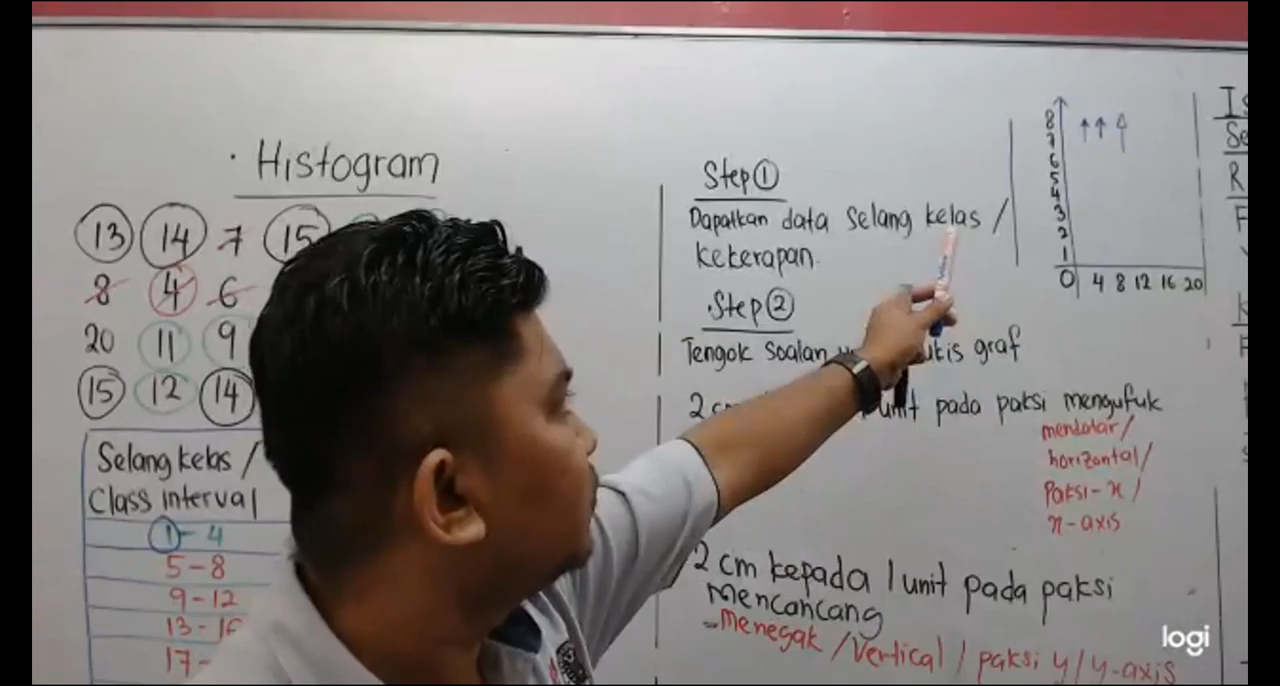 · Histogram
13 14 7 15
8 4 6
20 11 9
15 12 14
Selang kelas /
Class interval
1 - 4
5 - 8
9 - 12
13 - 16
17 -
Step ①
Dapatkan data selang kelas /
kekerapan
· Step ②
Tengok soalan graf
2 unit pada paksi mengufuk
mendatar /
horizontal /
Paksi - x /
x - axis
2 cm kepada 1 unit pada paksi
mencancang
- menegak / Vertical / paksi y / y-axis
8
7
6
5
4
3
2
1
0 4 8 12 16 20
Se
R
F
logi